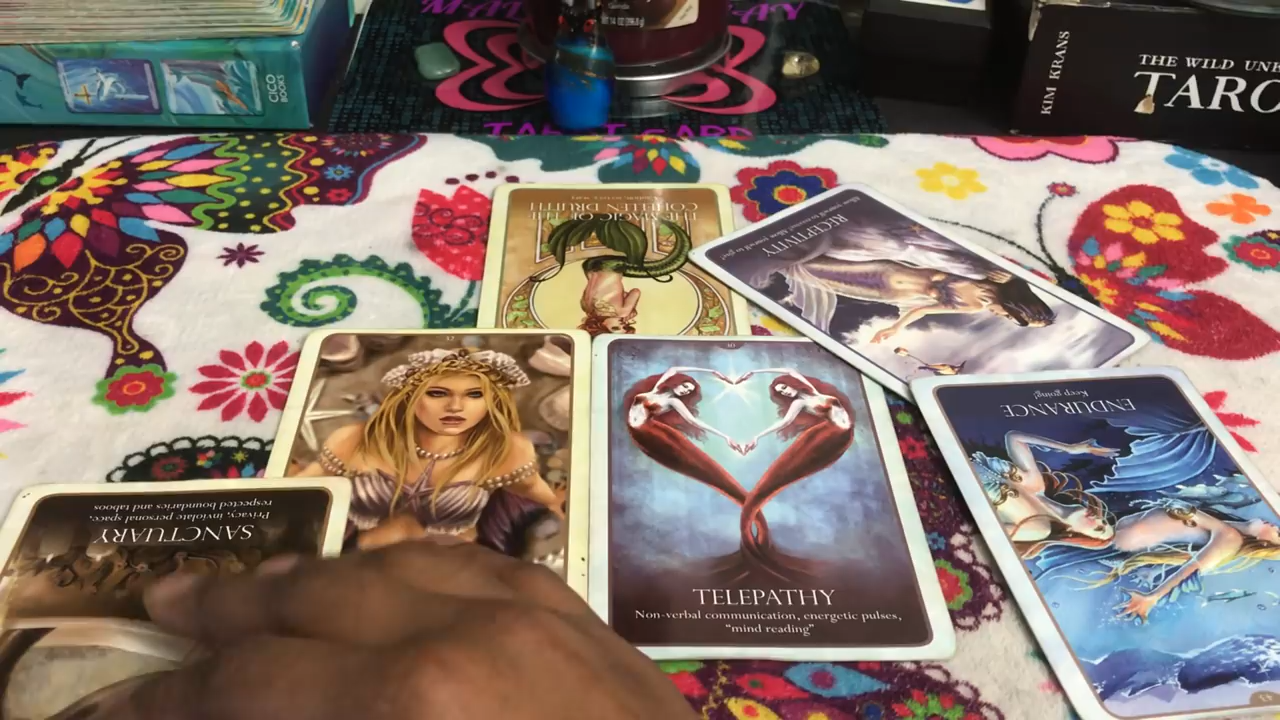 CICO
BOOKS
KIM KRANS
THE WILD UNK
TARO
TAROT CARD
THE MAGIC OF THE
RECEPTIVITY
ENDURANCE
Keep going!
SANCTUARY
Privacy, inviolate personal space,
respected boundaries and taboos
TELEPATHY
Non-verbal communication, energetic pulses,
"mind reading"